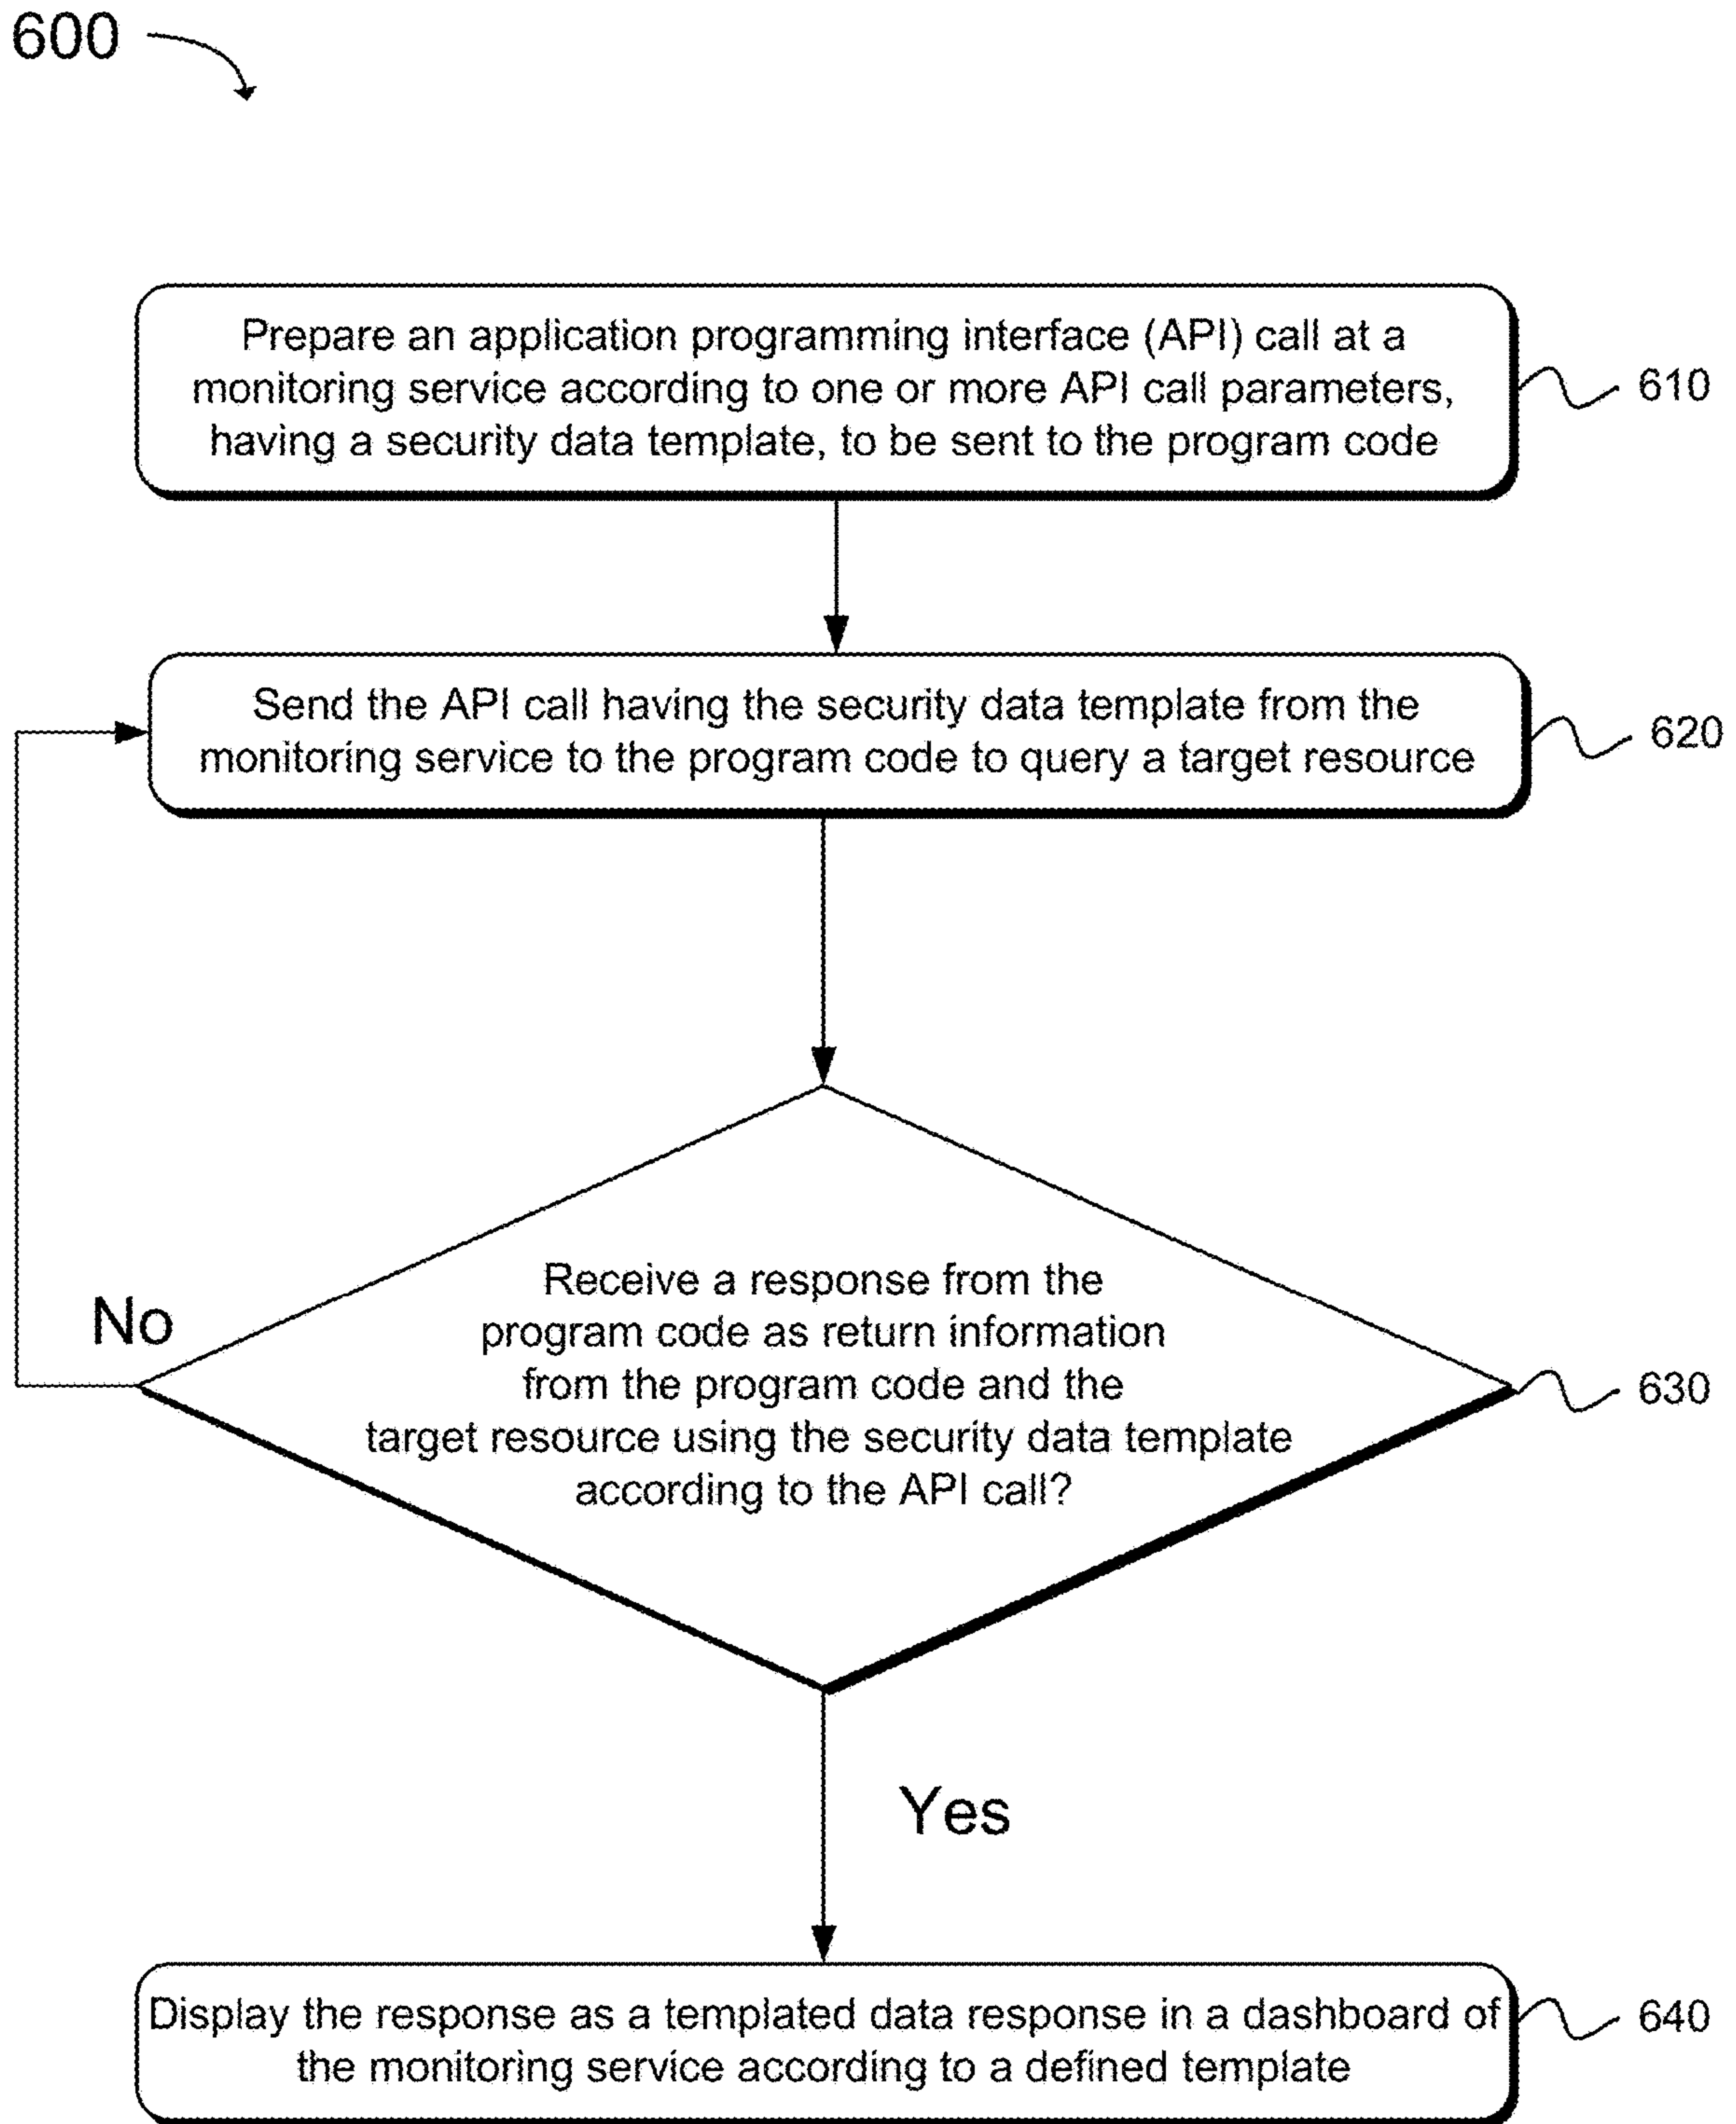 600
Prepare an application programming interface (API) call at a
monitoring service according to one or more API call parameters,
having a security data template, to be sent to the program code
610
Send the API call having the security data template from the
monitoring service to the program code to query a target resource
620
Receive a response from the
program code as return information
from the program code and the
target resource using the security data template
according to the API call?
630
No
Yes
Display the response as a templated data response in a dashboard of
the monitoring service according to a defined template
640